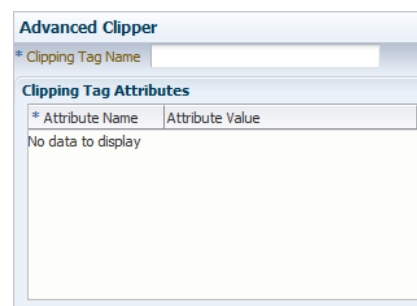 Advanced Clipper
* Clipping Tag Name
Clipping Tag Attributes
* Attribute Name Attribute Value
No data to display